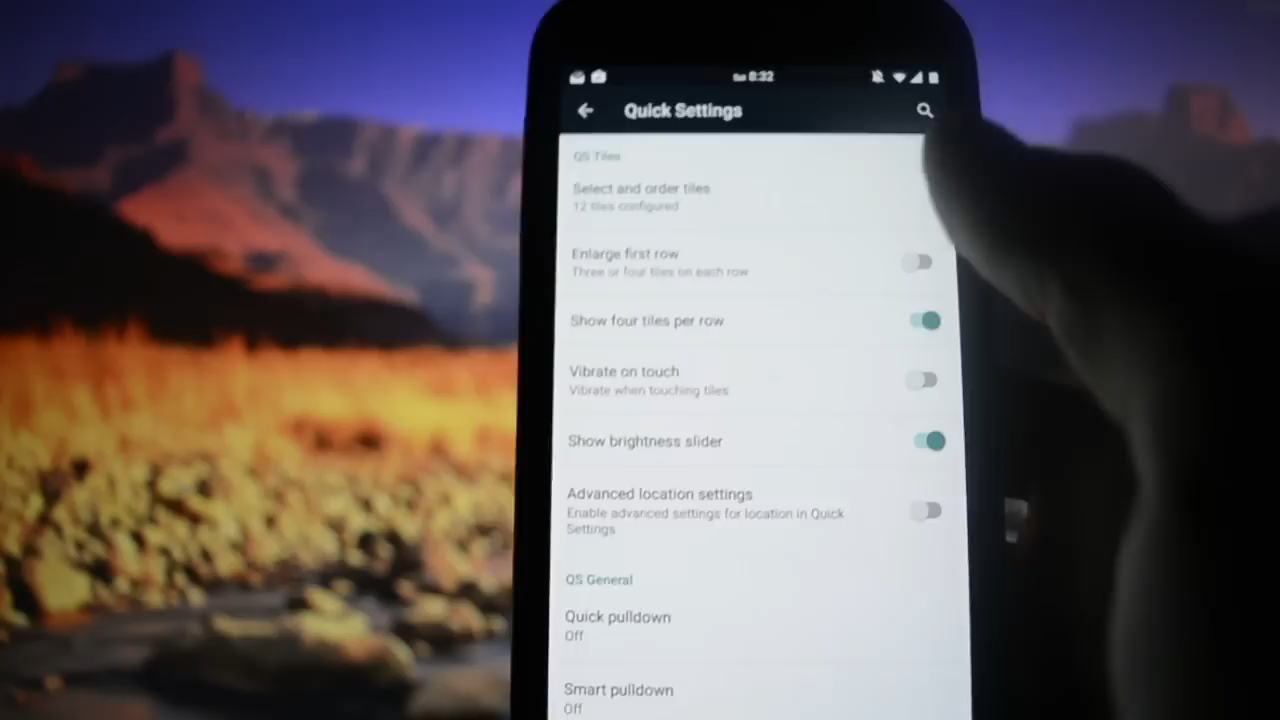 8:32
Quick Settings
QS Tiles
Select and order tiles
12 tiles configured
Enlarge first row
Three or four tiles on each row
Show four tiles per row
Vibrate on touch
Vibrate when touching tiles
Show brightness slider
Advanced location settings
Enable advanced settings for location in Quick
Settings
QS General
Quick pulldown
Off
Smart pulldown
Off